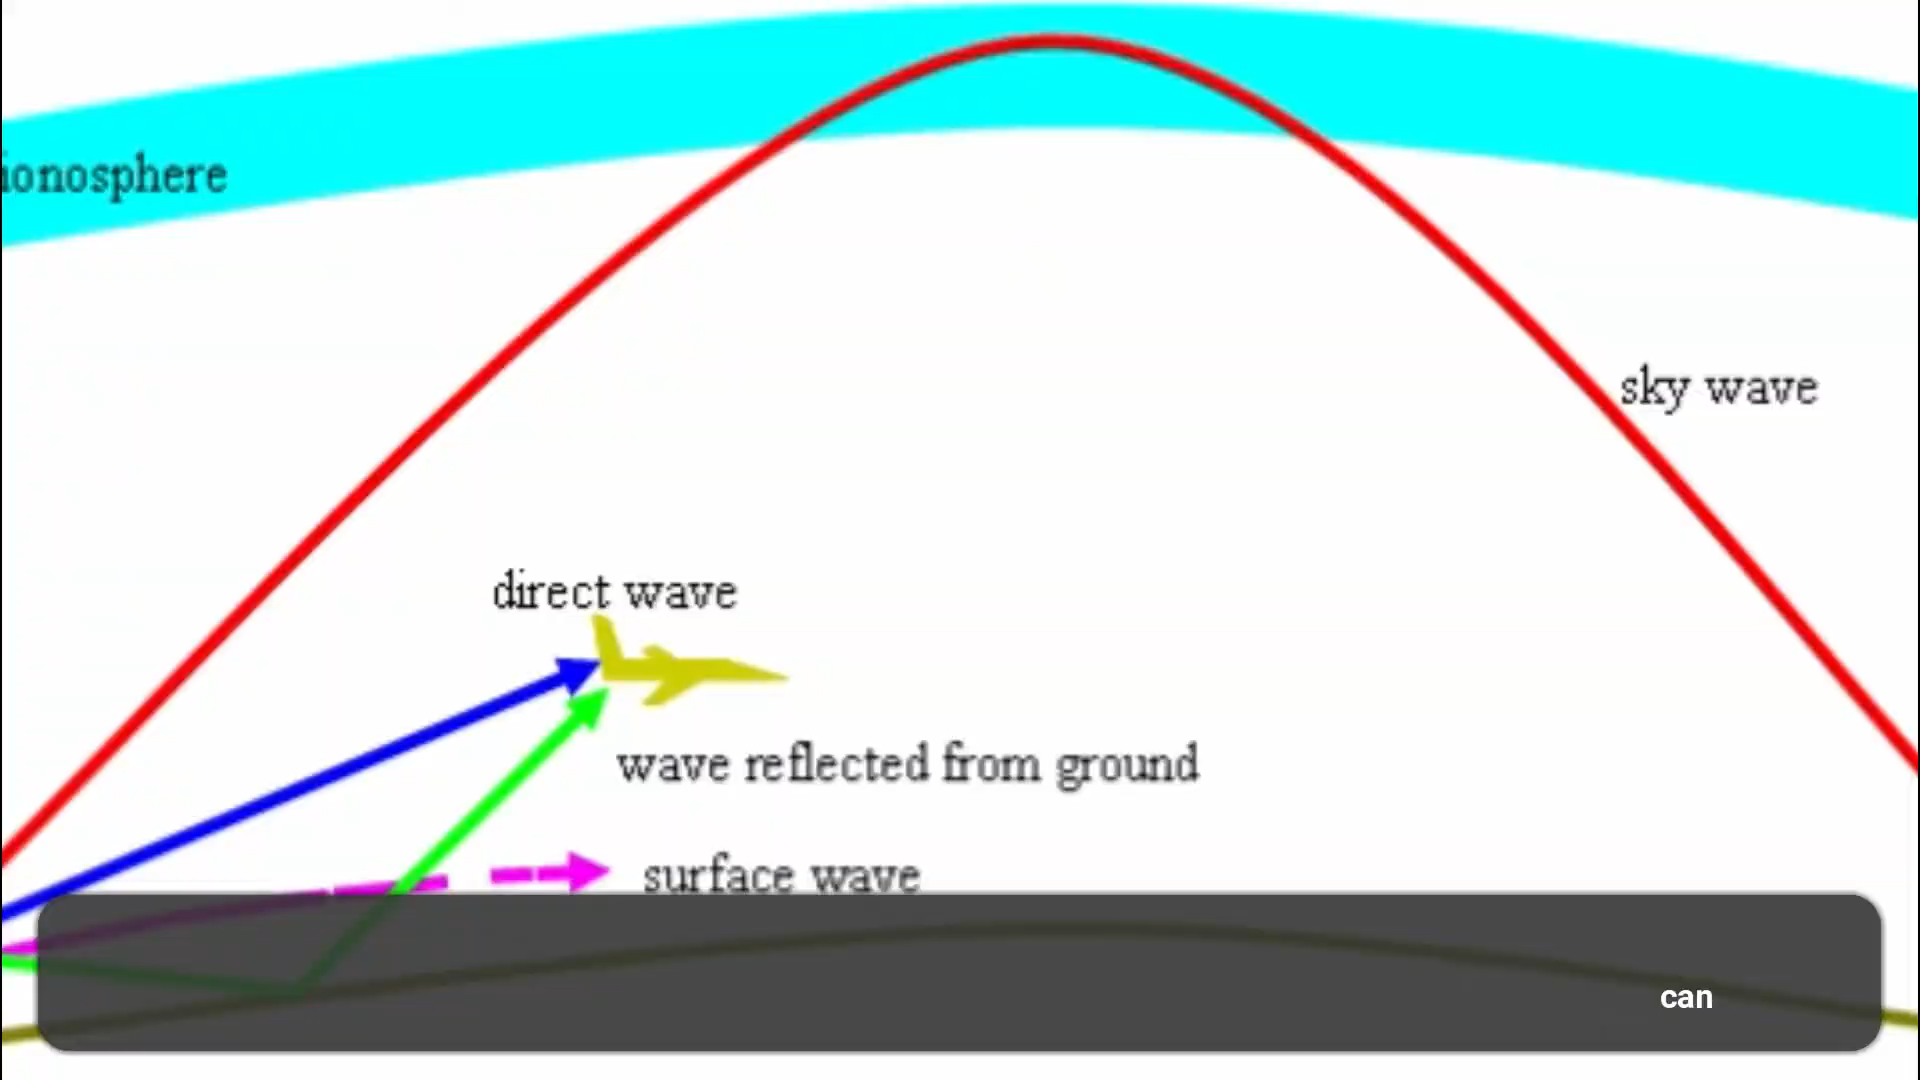 ionosphere
sky wave
direct wave
wave reflected from ground
surface wave
can